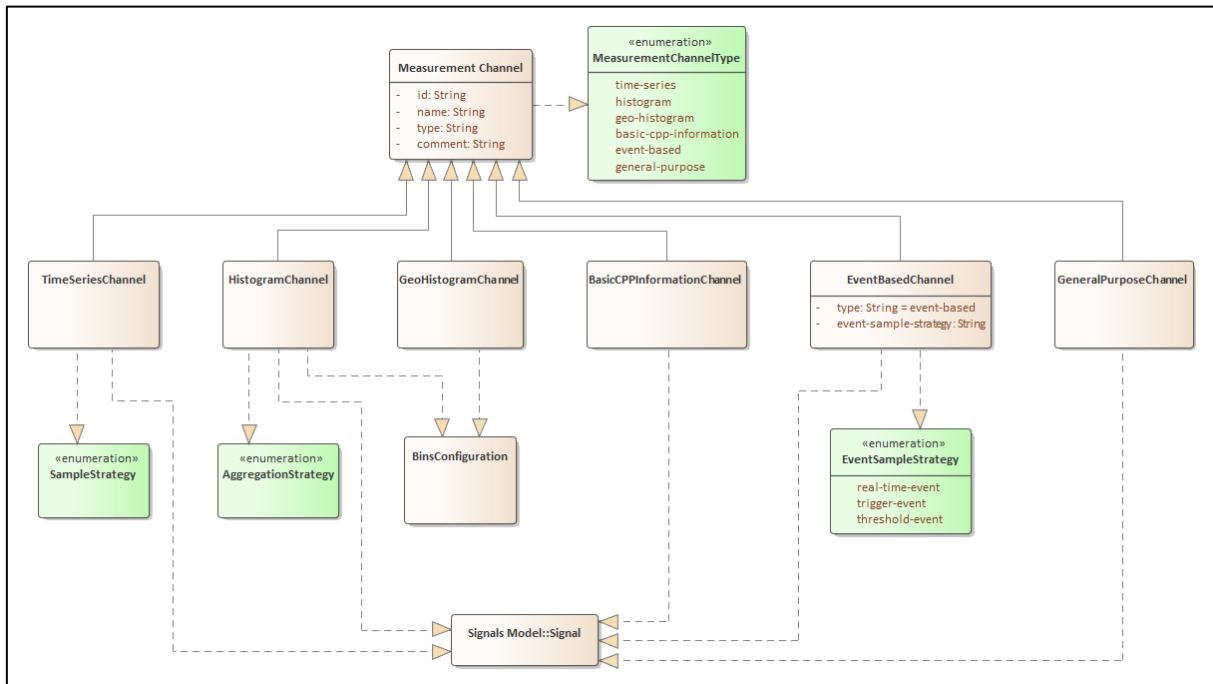 Measurement Channel
- id: String
- name: String
- type: String
- comment: String
«enumeration»
MeasurementChannelType
time-series
histogram
geo-histogram
basic-cpp-information
event-based
general-purpose
TimeSeriesChannel
HistogramChannel
GeoHistogramChannel
BasicCPPInformationChannel
EventBasedChannel
- type: String = event-based
- event-sample-strategy: String
GeneralPurposeChannel
«enumeration»
SampleStrategy
«enumeration»
AggregationStrategy
BinsConfiguration
«enumeration»
EventSampleStrategy
real-time-event
trigger-event
threshold-event
Signals Model::Signal